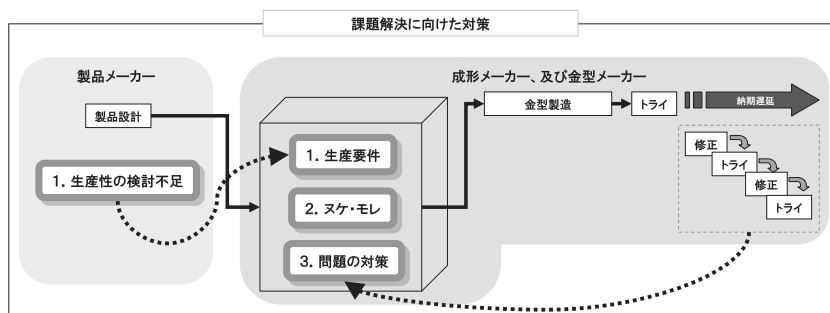 課題解決に向けた対策
製品メーカー
成形メーカー、及び金型メーカー
製品設計
金型製造
トライ
納期遅延
1. 生産性の検討不足
1. 生産要件
2. ヌケ・モレ
3. 問題の対策
修正
トライ
修正
トライ